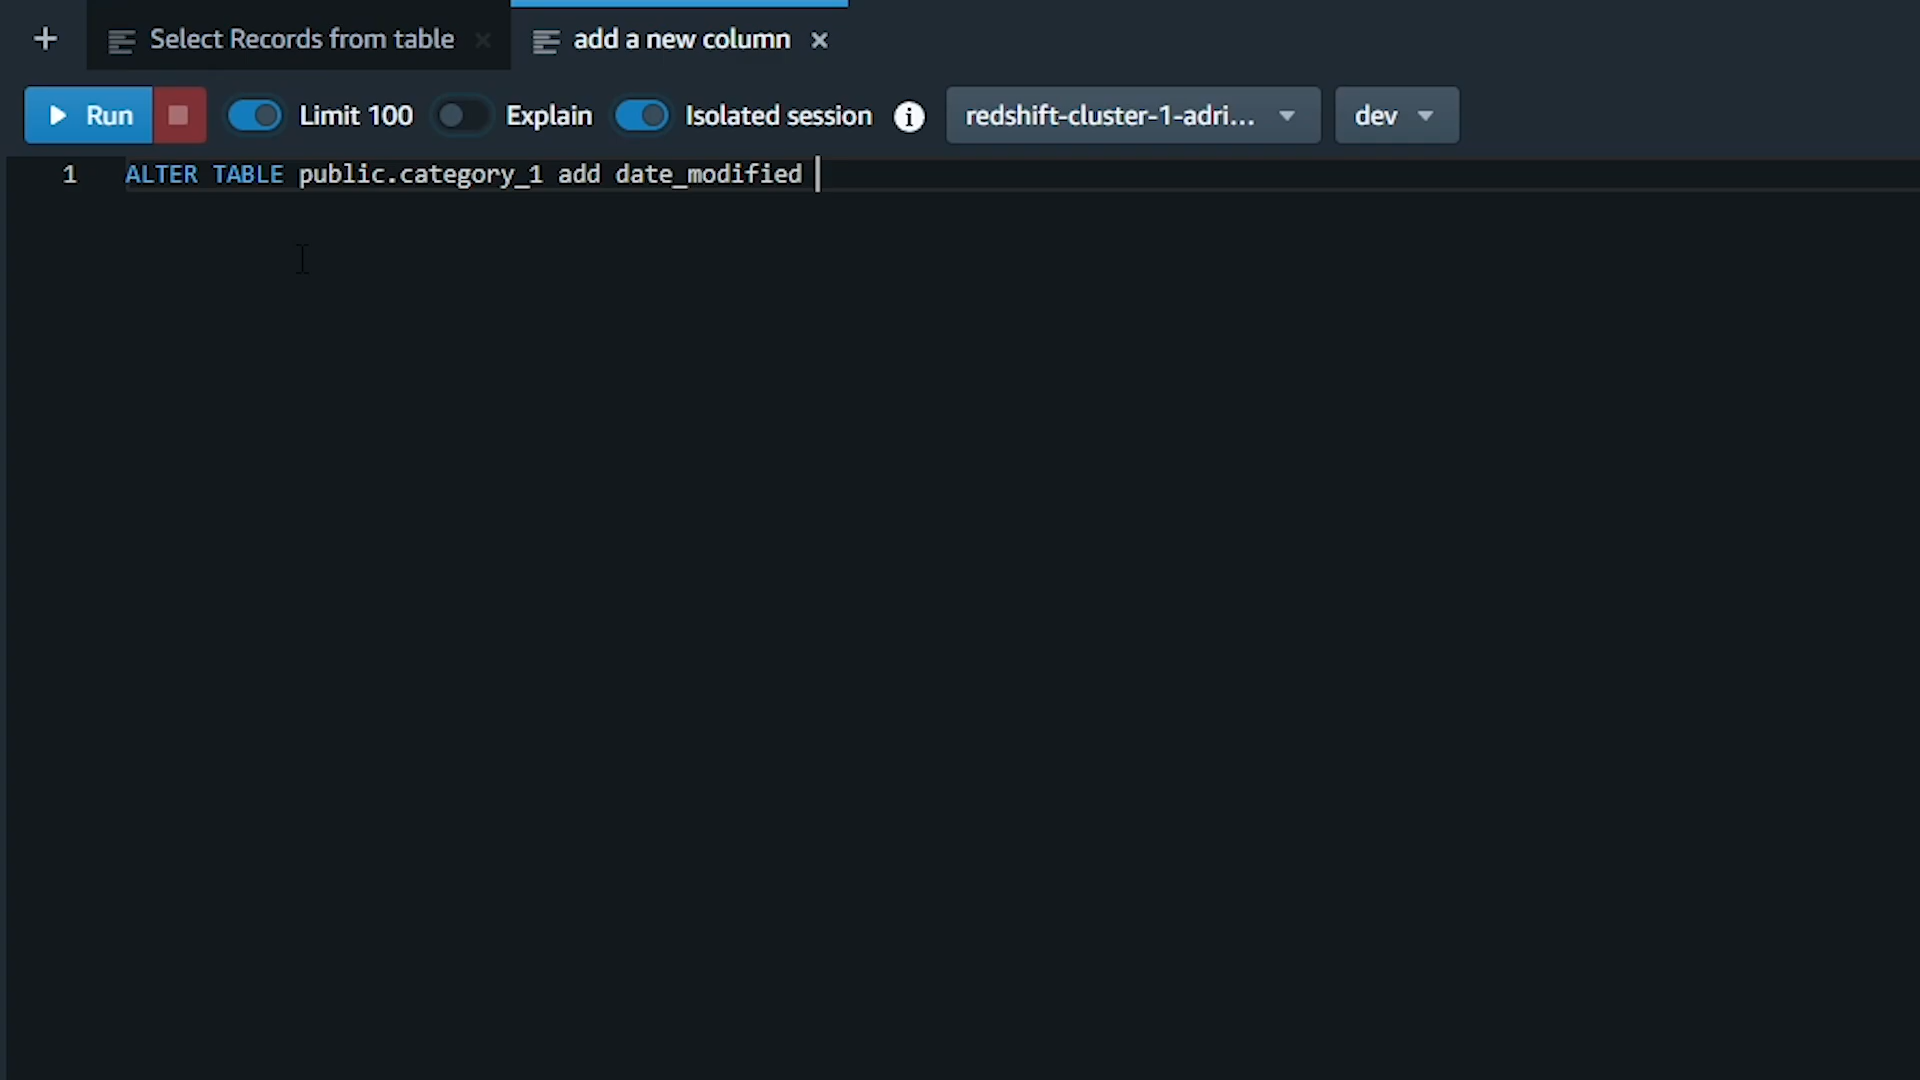 Select Records from table
add a new column
Run
Limit 100
Explain
Isolated session
redshift-cluster-1-adri...
dev
1 ALTER TABLE public.category_1 add date_modified